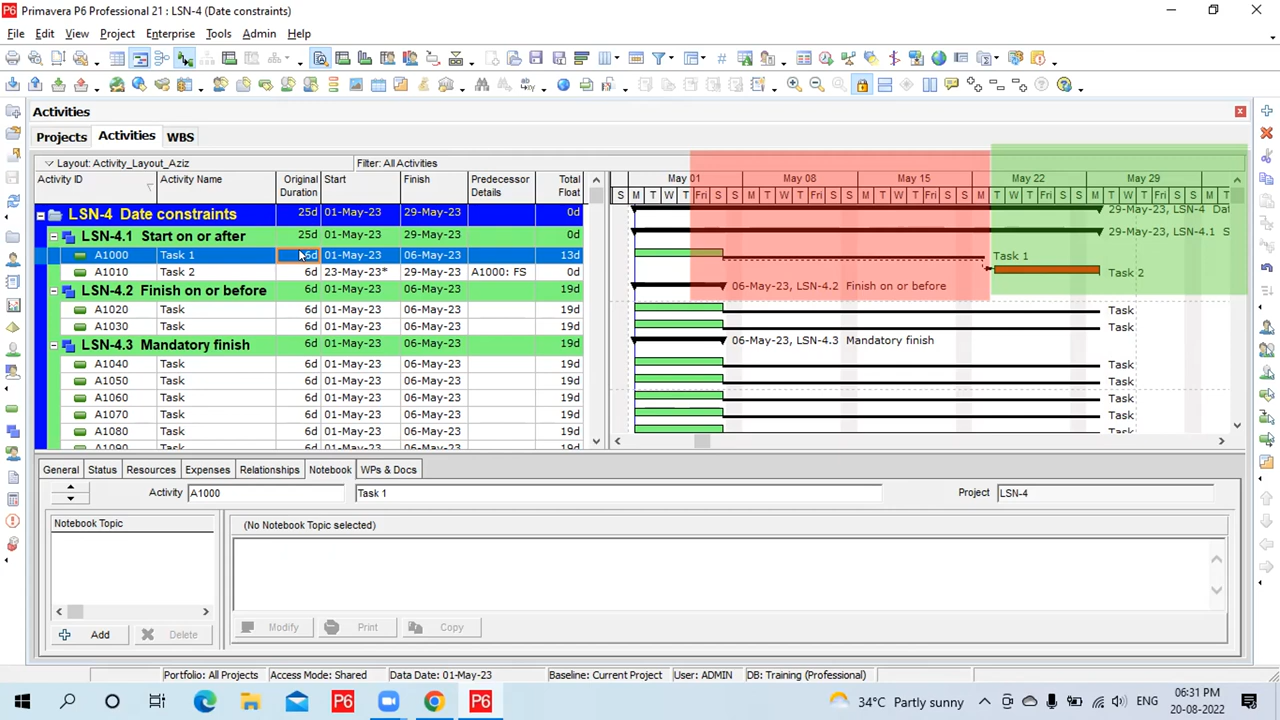 P6 Primavera P6 Professional 21 : LSN-4 (Date constraints)
File Edit View Project Enterprise Tools Admin Help
Activities
Projects Activities WBS
Layout: Activity_Layout_Aziz Filter: All Activities
Activity ID Activity Name Original Duration Start Finish Predecessor Details Total Float
May 01 May 08 May 15 May 22 May 29
S M T W T Fri S S M T W T Fri S S M T W T Fri S S M T W T Fri S S M T W T Fri S S M T
LSN-4 Date constraints 25d 01-May-23 29-May-23 0d 29-May-23, LSN-4 Dat
LSN-4.1 Start on or after 25d 01-May-23 29-May-23 0d 29-May-23, LSN-4.1 S
A1000 Task 1 6d 01-May-23 06-May-23 13d Task 1
A1010 Task 2 6d 23-May-23* 29-May-23 A1000: FS 0d Task 2
LSN-4.2 Finish on or before 6d 01-May-23 06-May-23 19d 06-May-23, LSN-4.2 Finish on or before
A1020 Task 6d 01-May-23 06-May-23 19d Task
A1030 Task 6d 01-May-23 06-May-23 19d Task
LSN-4.3 Mandatory finish 6d 01-May-23 06-May-23 19d 06-May-23, LSN-4.3 Mandatory finish
A1040 Task 6d 01-May-23 06-May-23 19d Task
A1050 Task 6d 01-May-23 06-May-23 19d Task
A1060 Task 6d 01-May-23 06-May-23 19d Task
A1070 Task 6d 01-May-23 06-May-23 19d Task
A1080 Task 6d 01-May-23 06-May-23 19d Task
A1090 Task 6d 01-May-23 06-May-23 19d
General Status Resources Expenses Relationships Notebook WPs & Docs
Activity A1000 Task 1 Project LSN-4
Notebook Topic (No Notebook Topic selected)
Add Delete Modify Print Copy
Portfolio: All Projects Access Mode: Shared Data Date: 01-May-23 Baseline: Current Project User: ADMIN DB: Training (Professional)
P6 P6 34°C Partly sunny ENG 06:31 PM
20-08-2022